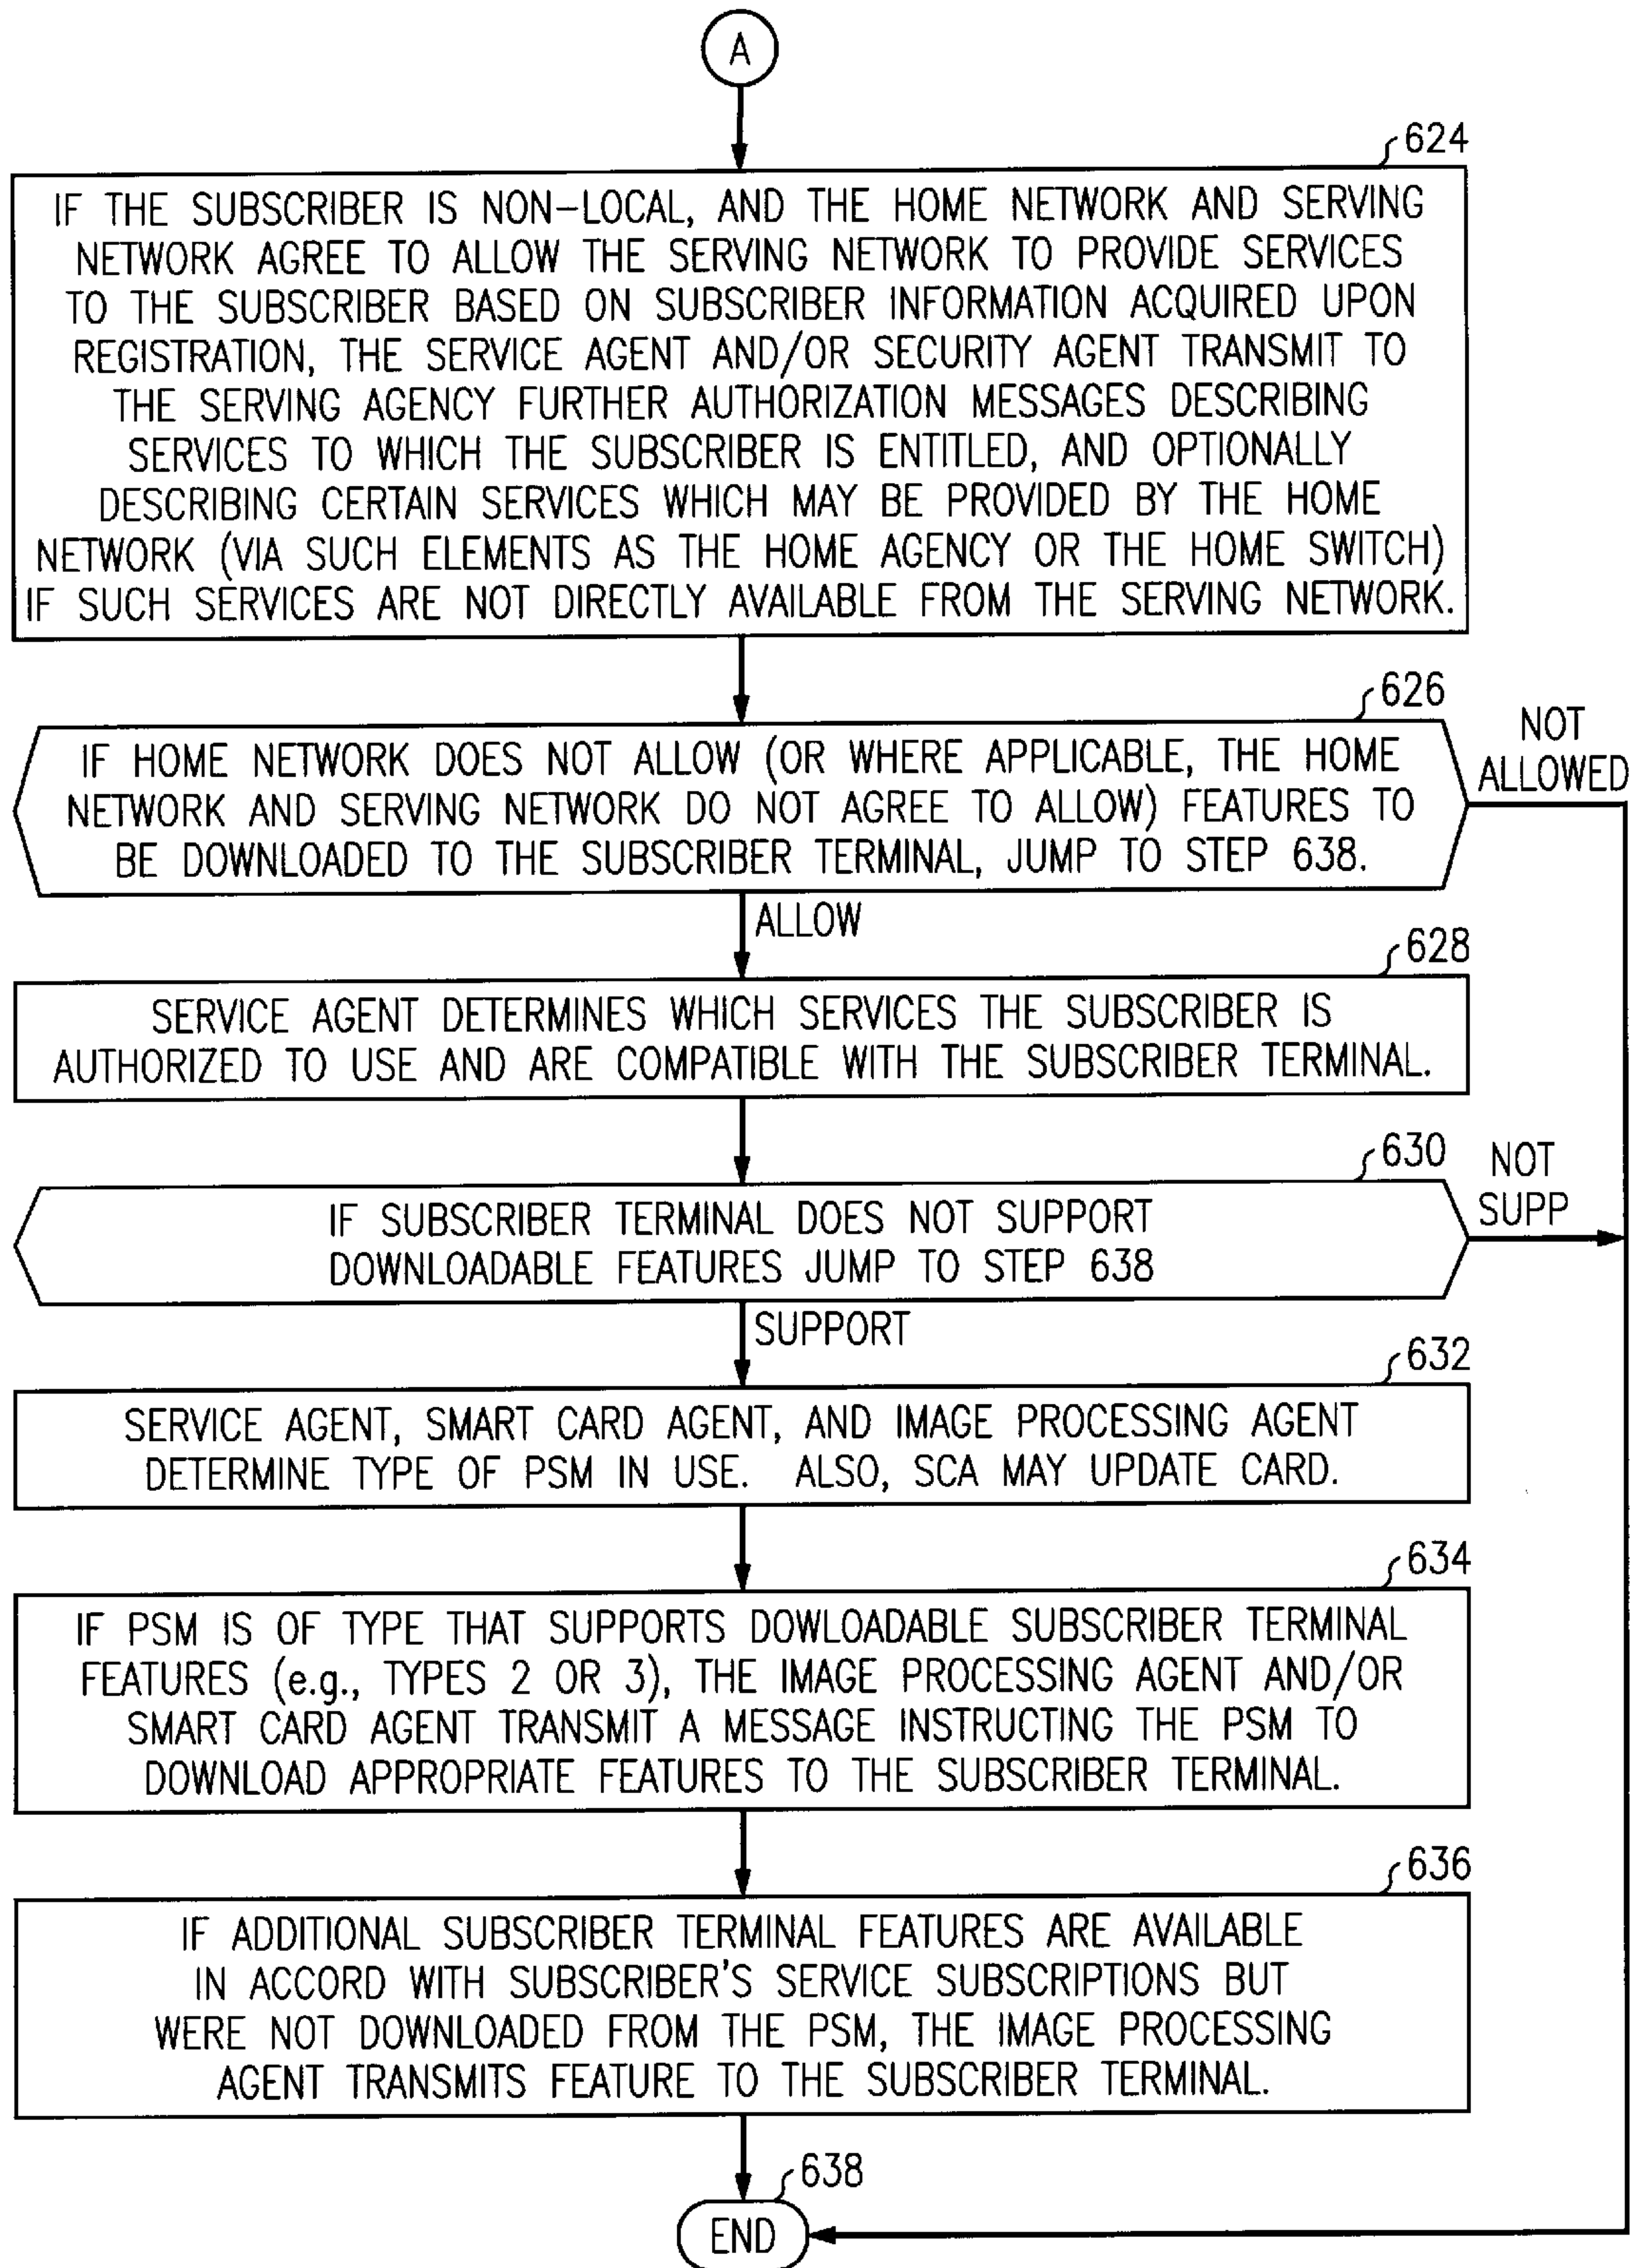 A
624
IF THE SUBSCRIBER IS NON-LOCAL, AND THE HOME NETWORK AND SERVING
NETWORK AGREE TO ALLOW THE SERVING NETWORK TO PROVIDE SERVICES
TO THE SUBSCRIBER BASED ON SUBSCRIBER INFORMATION ACQUIRED UPON
REGISTRATION, THE SERVICE AGENT AND/OR SECURITY AGENT TRANSMIT TO
THE SERVING AGENCY FURTHER AUTHORIZATION MESSAGES DESCRIBING
SERVICES TO WHICH THE SUBSCRIBER IS ENTITLED, AND OPTIONALLY
DESCRIBING CERTAIN SERVICES WHICH MAY BE PROVIDED BY THE HOME
NETWORK (VIA SUCH ELEMENTS AS THE HOME AGENCY OR THE HOME SWITCH)
IF SUCH SERVICES ARE NOT DIRECTLY AVAILABLE FROM THE SERVING NETWORK.
626
NOT
ALLOWED
IF HOME NETWORK DOES NOT ALLOW (OR WHERE APPLICABLE, THE HOME
NETWORK AND SERVING NETWORK DO NOT AGREE TO ALLOW) FEATURES TO
BE DOWNLOADED TO THE SUBSCRIBER TERMINAL, JUMP TO STEP 638.
ALLOW
628
SERVICE AGENT DETERMINES WHICH SERVICES THE SUBSCRIBER IS
AUTHORIZED TO USE AND ARE COMPATIBLE WITH THE SUBSCRIBER TERMINAL.
630
NOT
SUPP
IF SUBSCRIBER TERMINAL DOES NOT SUPPORT
DOWNLOADABLE FEATURES JUMP TO STEP 638
SUPPORT
632
SERVICE AGENT, SMART CARD AGENT, AND IMAGE PROCESSING AGENT
DETERMINE TYPE OF PSM IN USE. ALSO, SCA MAY UPDATE CARD.
634
IF PSM IS OF TYPE THAT SUPPORTS DOWLOADABLE SUBSCRIBER TERMINAL
FEATURES (e.g., TYPES 2 OR 3), THE IMAGE PROCESSING AGENT AND/OR
SMART CARD AGENT TRANSMIT A MESSAGE INSTRUCTING THE PSM TO
DOWNLOAD APPROPRIATE FEATURES TO THE SUBSCRIBER TERMINAL.
636
IF ADDITIONAL SUBSCRIBER TERMINAL FEATURES ARE AVAILABLE
IN ACCORD WITH SUBSCRIBER'S SERVICE SUBSCRIPTIONS BUT
WERE NOT DOWNLOADED FROM THE PSM, THE IMAGE PROCESSING
AGENT TRANSMITS FEATURE TO THE SUBSCRIBER TERMINAL.
638
END